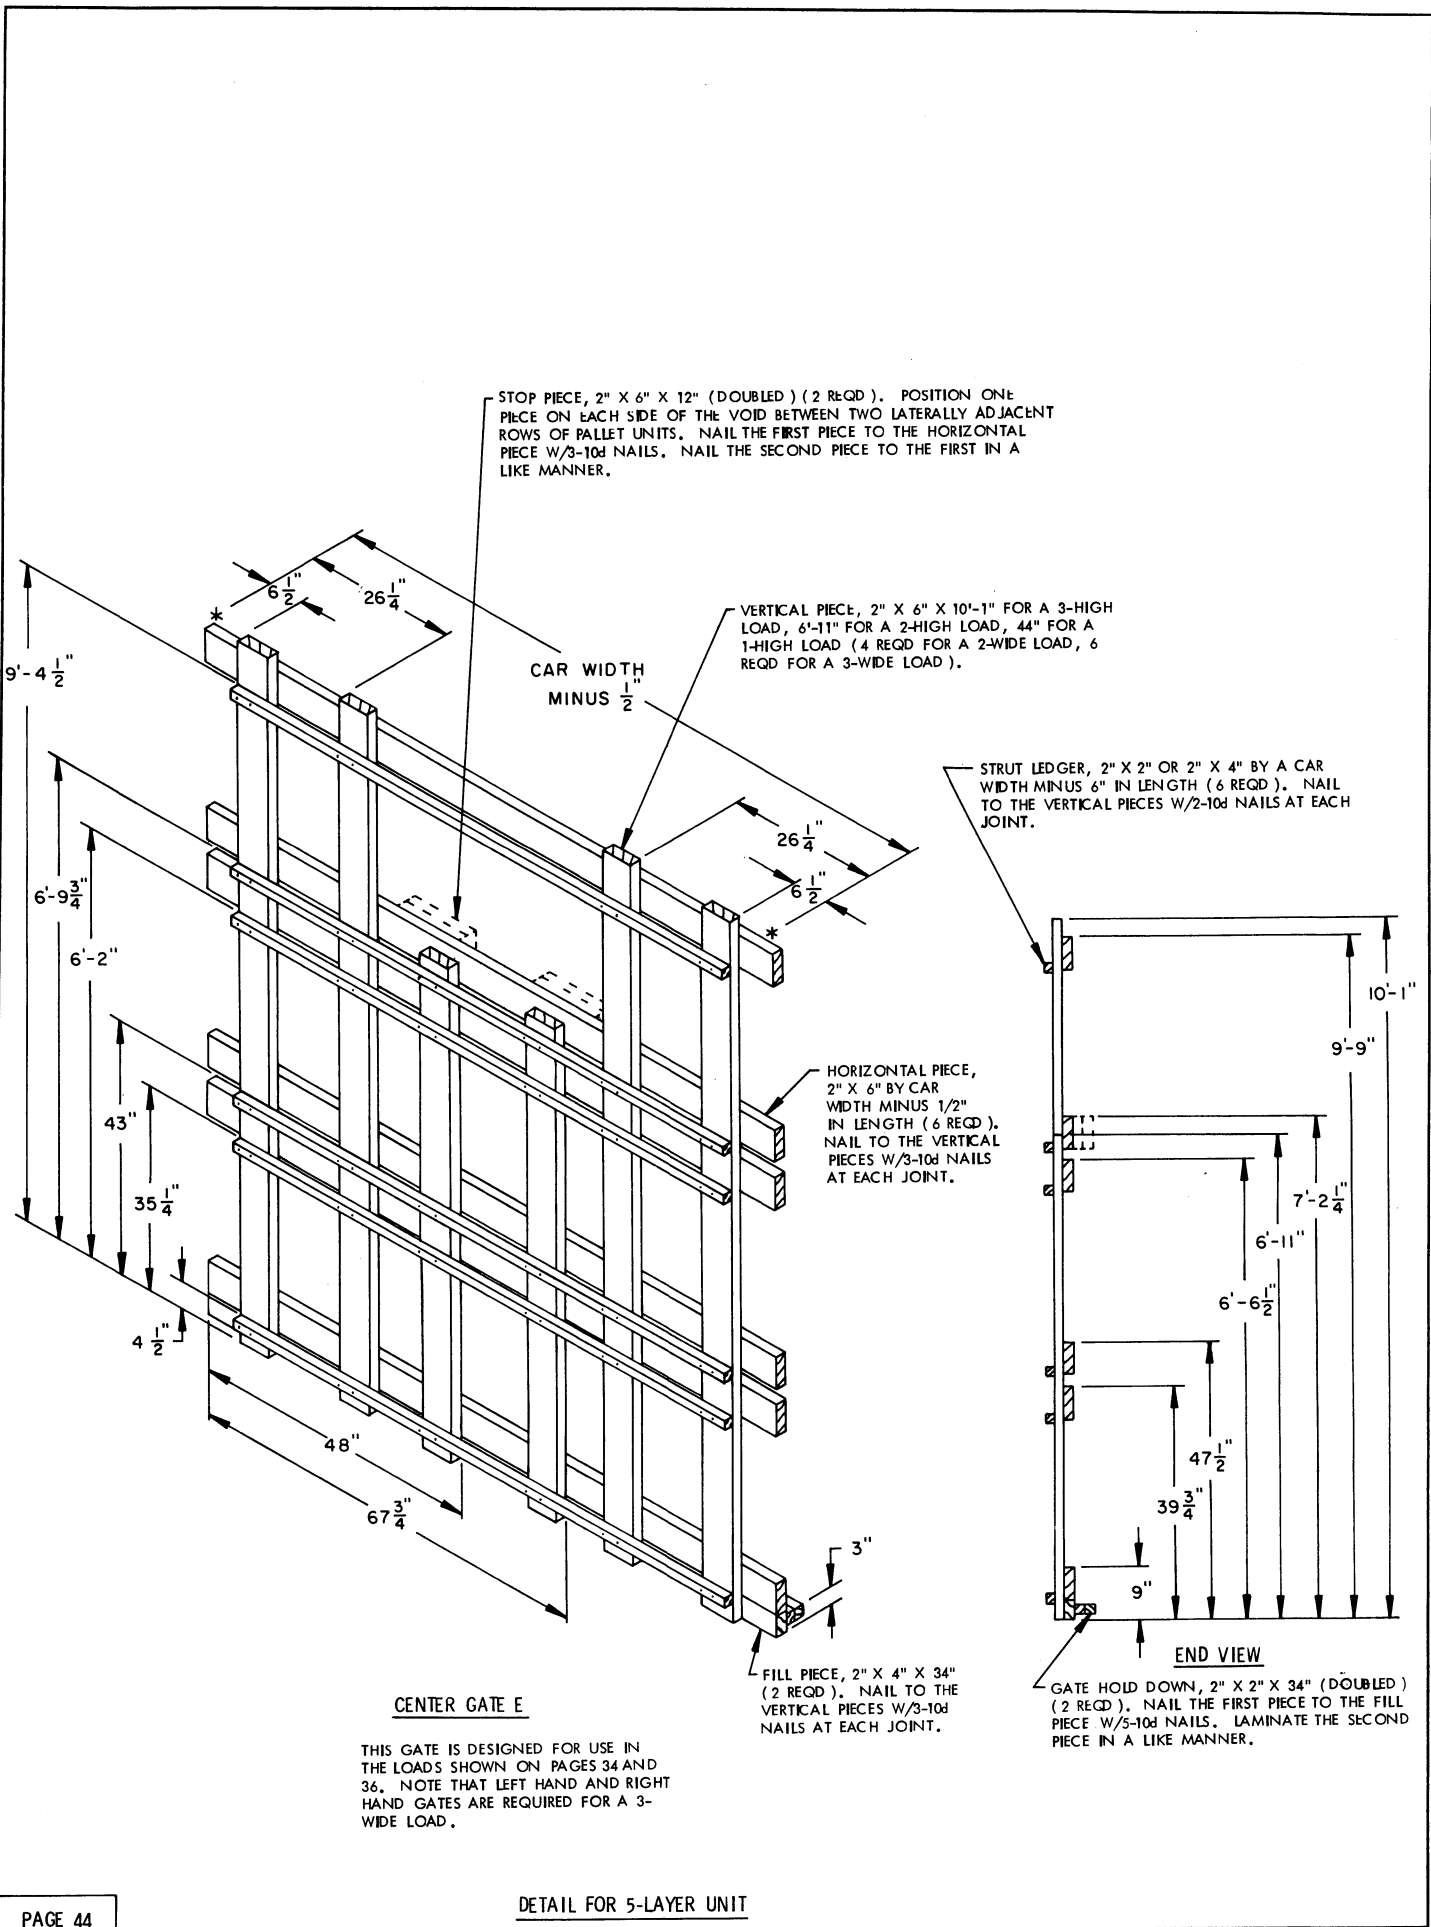 STOP PIECE, 2" X 6" X 12" (DOUBLED) (2 REQD). POSITION ONE
PIECE ON EACH SIDE OF THE VOID BETWEEN TWO LATERALLY ADJACENT
ROWS OF PALLET UNITS. NAIL THE FIRST PIECE TO THE HORIZONTAL
PIECE W/3-10d NAILS. NAIL THE SECOND PIECE TO THE FIRST IN A
LIKE MANNER.
6 1/2"
26 1/4"
*
9'-4 1/2"
CAR WIDTH
MINUS 1/2"
VERTICAL PIECE, 2" X 6" X 10'-1" FOR A 3-HIGH
LOAD, 6'-11" FOR A 2-HIGH LOAD, 44" FOR A
1-HIGH LOAD (4 REQD FOR A 2-WIDE LOAD, 6
REQD FOR A 3-WIDE LOAD).
STRUT LEDGER, 2" X 2" OR 2" X 4" BY A CAR
WIDTH MINUS 6" IN LENGTH (6 REQD). NAIL
TO THE VERTICAL PIECES W/2-10d NAILS AT EACH
JOINT.
26 1/4"
6 1/2"
*
6'-9 3/4"
6'-2"
43"
35 1/4"
4 1/2"
48"
67 3/4"
HORIZONTAL PIECE,
2" X 6" BY CAR
WIDTH MINUS 1/2"
IN LENGTH (6 REQD).
NAIL TO THE VERTICAL
PIECES W/3-10d NAILS
AT EACH JOINT.
10'-1"
9'-9"
7'-2 1/4"
6'-11"
6'-6 1/2"
47 1/2"
39 3/4"
9"
3"
END VIEW
FILL PIECE, 2" X 4" X 34"
(2 REQD). NAIL TO THE
VERTICAL PIECES W/3-10d
NAILS AT EACH JOINT.
GATE HOLD DOWN, 2" X 2" X 34" (DOUBLED)
(2 REQD). NAIL THE FIRST PIECE TO THE FILL
PIECE W/5-10d NAILS. LAMINATE THE SECOND
PIECE IN A LIKE MANNER.
CENTER GATE E
THIS GATE IS DESIGNED FOR USE IN
THE LOADS SHOWN ON PAGES 34 AND
36. NOTE THAT LEFT HAND AND RIGHT
HAND GATES ARE REQUIRED FOR A 3-
WIDE LOAD.
DETAIL FOR 5-LAYER UNIT
PAGE 44